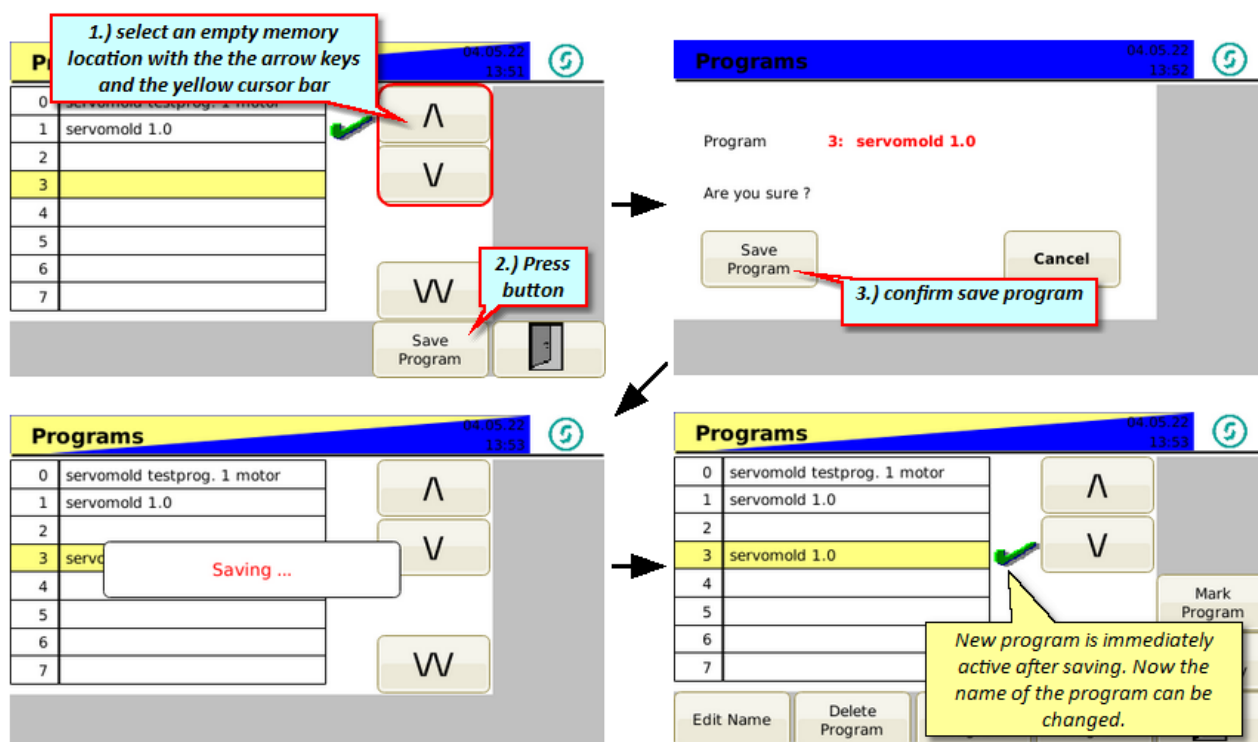 1.) select an empty memory
location with the the arrow keys
and the yellow cursor bar
04.05.22
13:51
0 servomold testprog. 1 motor
1 servomold 1.0
2
3
4
5
6
7
/\
\/
\/\/
2.) Press
button
Save
Program
Programs
04.05.22
13:52
Program 3: servomold 1.0
Are you sure ?
Save
Program
Cancel
3.) confirm save program
Programs
04.05.22
13:53
0 servomold testprog. 1 motor
1 servomold 1.0
2
3 servo
4
5
6
7
Saving ...
/\
\/
\/\/
Programs
04.05.22
13:53
0 servomold testprog. 1 motor
1 servomold 1.0
2
3 servomold 1.0
4
5
6
7
/\
\/
Mark
Program
New program is immediately
active after saving. Now the
name of the program can be
changed.
Edit Name
Delete
Program